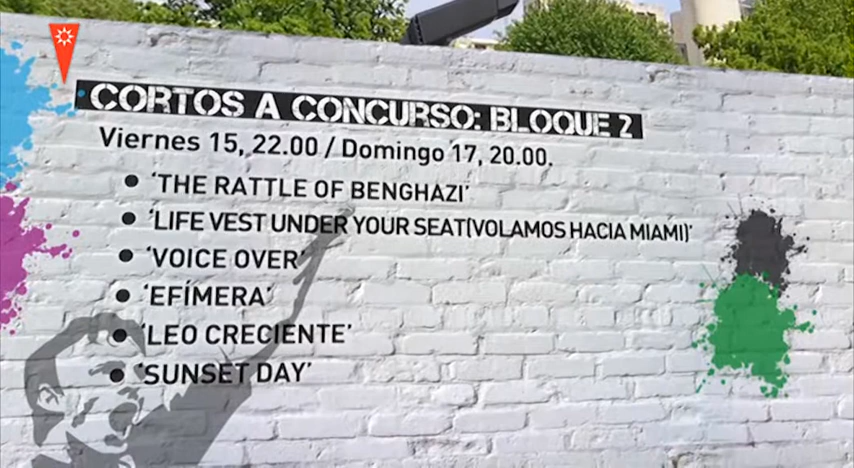 CORTOS A CONCURSO: BLOQUE 2
Viernes 15, 22.00 / Domingo 17, 20.00.
• 'THE RATTLE OF BENGHAZI'
• 'LIFE VEST UNDER YOUR SEAT(VOLAMOS HACIA MIAMI)'
• 'VOICE OVER'
• 'EFÍMERA'
• 'LEO CRECIENTE'
• 'SUNSET DAY'